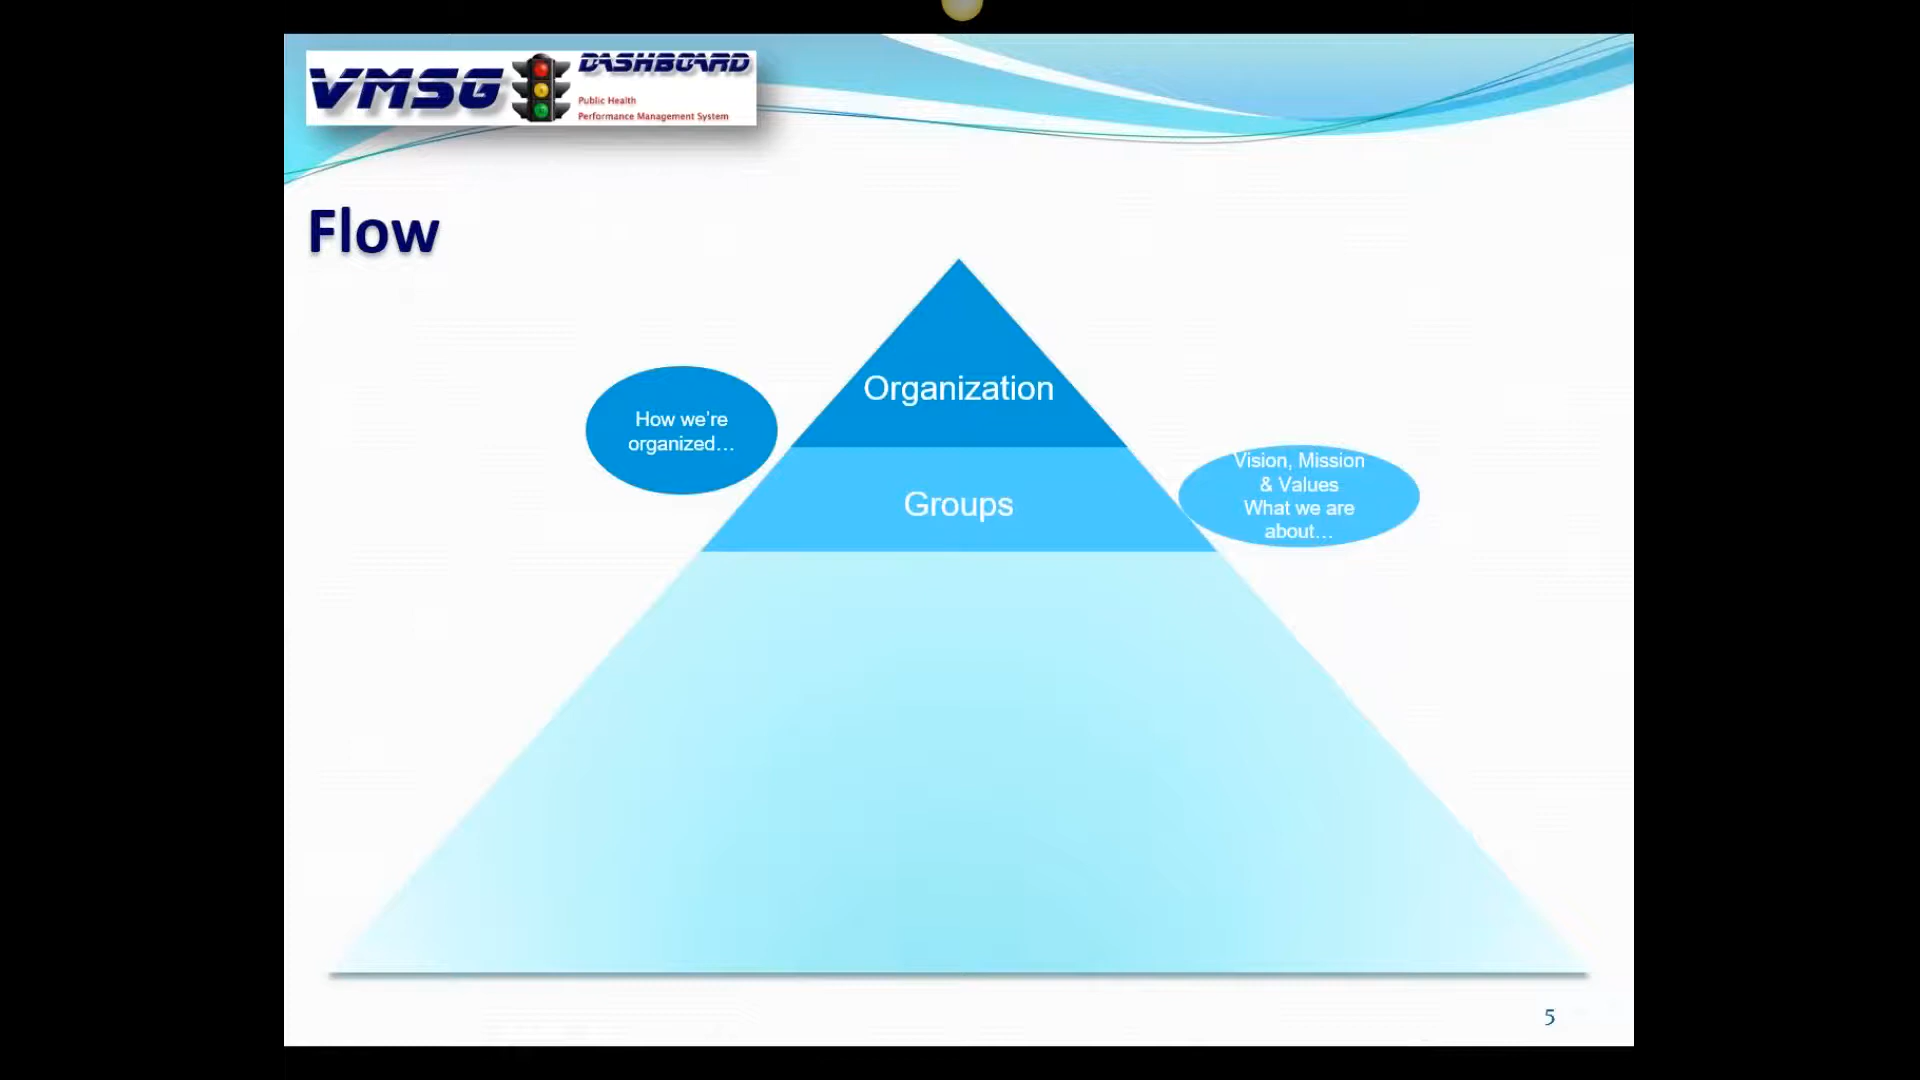 VMSG DASHBOARD
Public Health
Performance Management System
Flow
Organization
How we're
organized...
Groups
Vision, Mission
& Values
What we are
about...
5